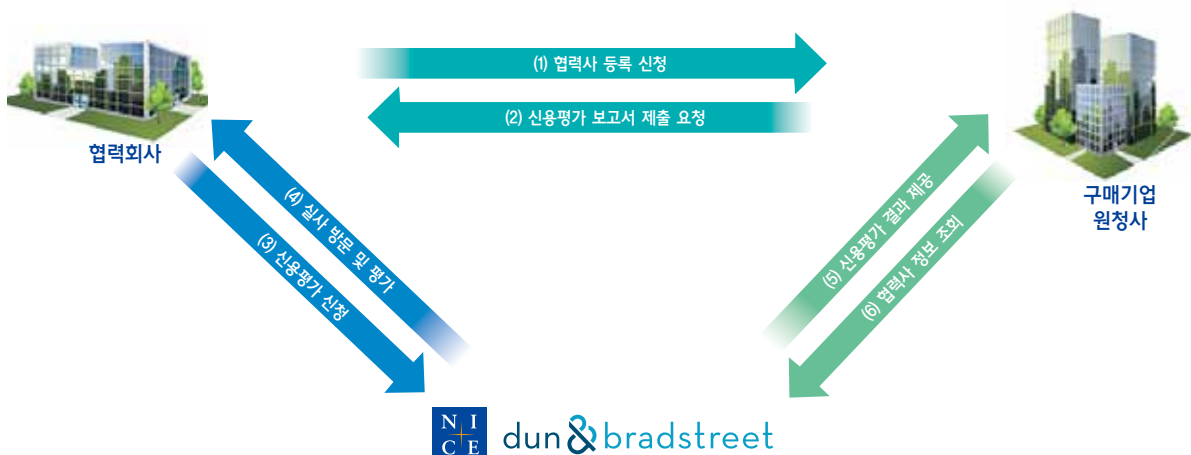 (1) 협력사 등록 신청
(2) 신용평가 보고서 제출 요청
협력회사
구매기업
원청사
(4) 실사 방문 및 평가
(3) 신용평가 신청
(5) 신용평가 결과 제공
(6) 협력사 정보 조회
NI
CE
dun&bradstreet